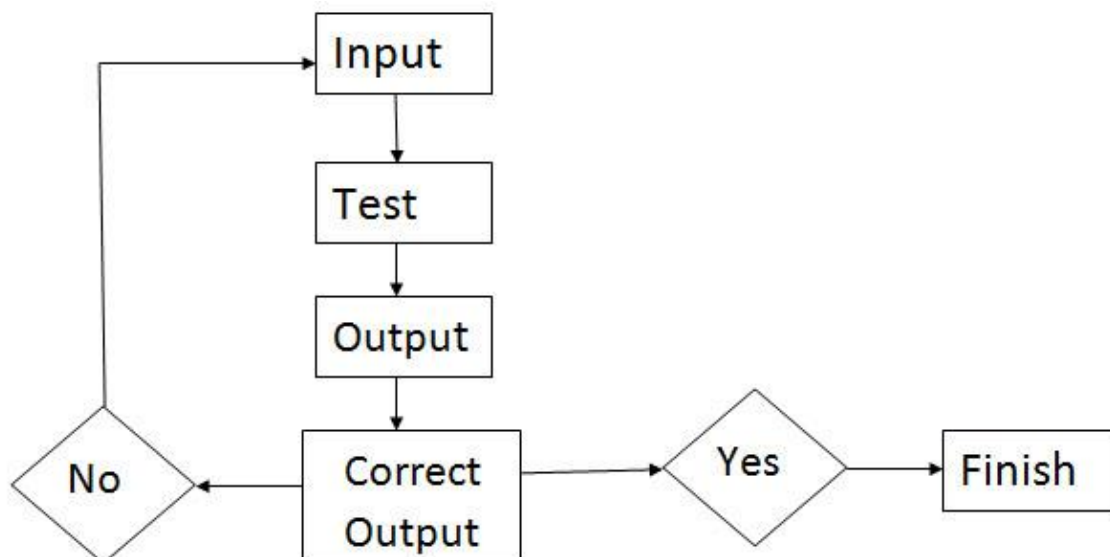 Input
Test
Output
Correct
Output
No
Yes
Finish